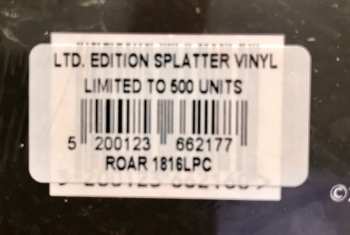 LTD. EDITION SPLATTER VINYL
LIMITED TO 500 UNITS
5 200123 662177
ROAR 1816LPC
©